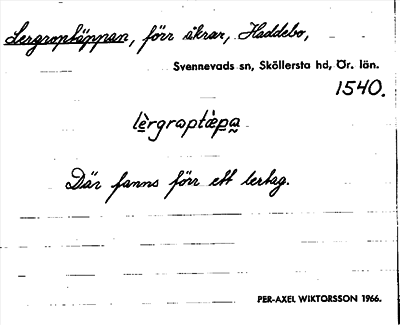 Lergroptäppan, förr åkrar, Haddebo,
Svennevads sn, Sköllersta hd, Ör. län.
1540.
lèrgrωptὰpa
Där fanns förr ett lertag.
PER-AXEL WIKTORSSON 1966.